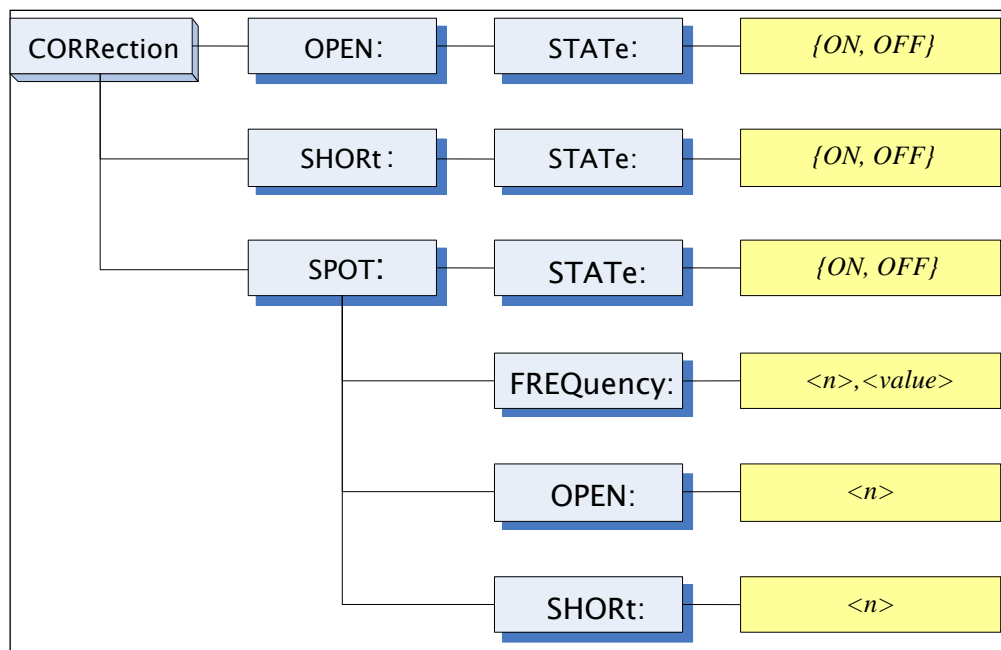 CORRection
OPEN:
STATe:
{ON, OFF}
SHORt :
STATe:
{ON, OFF}
SPOT:
STATe:
{ON, OFF}
FREQuency:
<n>,<value>
OPEN:
<n>
SHORt:
<n>